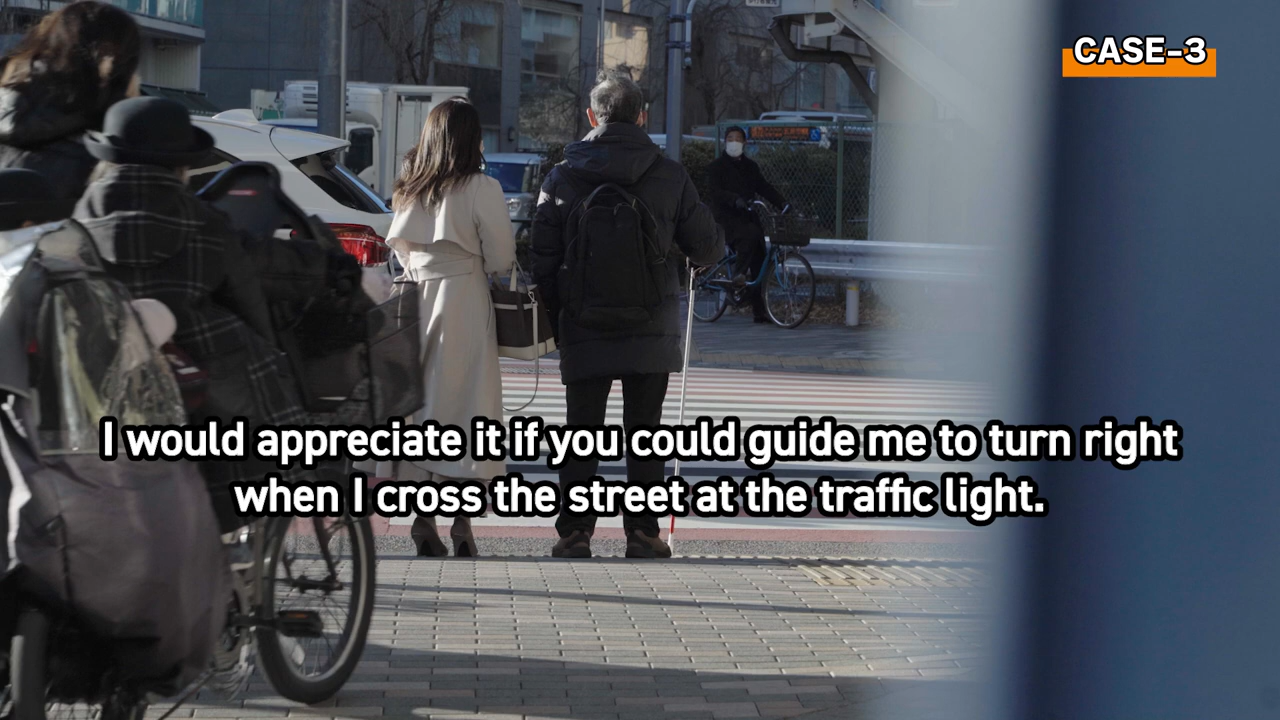 CASE-3
I would appreciate it if you could guide me to turn right
when I cross the street at the traffic light.